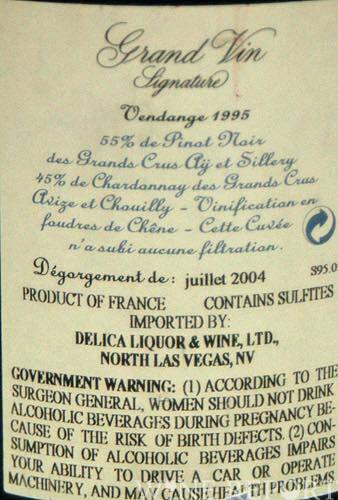 Grand Vin
Signature
Vendange 1995
55% de Pinot Noir
des Grands Crus Aÿ et Sillery
45% de Chardonnay des Grands Crus
Avize et Chouilly - Vinification en
foudres de Chêne - Cette Cuvée
n'a subi aucune filtration.
Dégorgement de : juillet 2004 S95.0
PRODUCT OF FRANCE CONTAINS SULFITES
IMPORTED BY:
DELICA LIQUOR & WINE, LTD.,
NORTH LAS VEGAS, NV
GOVERNMENT WARNING: (1) ACCORDING TO THE
SURGEON GENERAL, WOMEN SHOULD NOT DRINK
ALCOHOLIC BEVERAGES DURING PREGNANCY BE-
CAUSE OF THE RISK OF BIRTH DEFECTS. (2) CON-
SUMPTION OF ALCOHOLIC BEVERAGES IMPAIRS
YOUR ABILITY TO DRIVE A CAR OR OPERATE
MACHINERY, AND MAY CAUSE HEALTH PROBLEMS